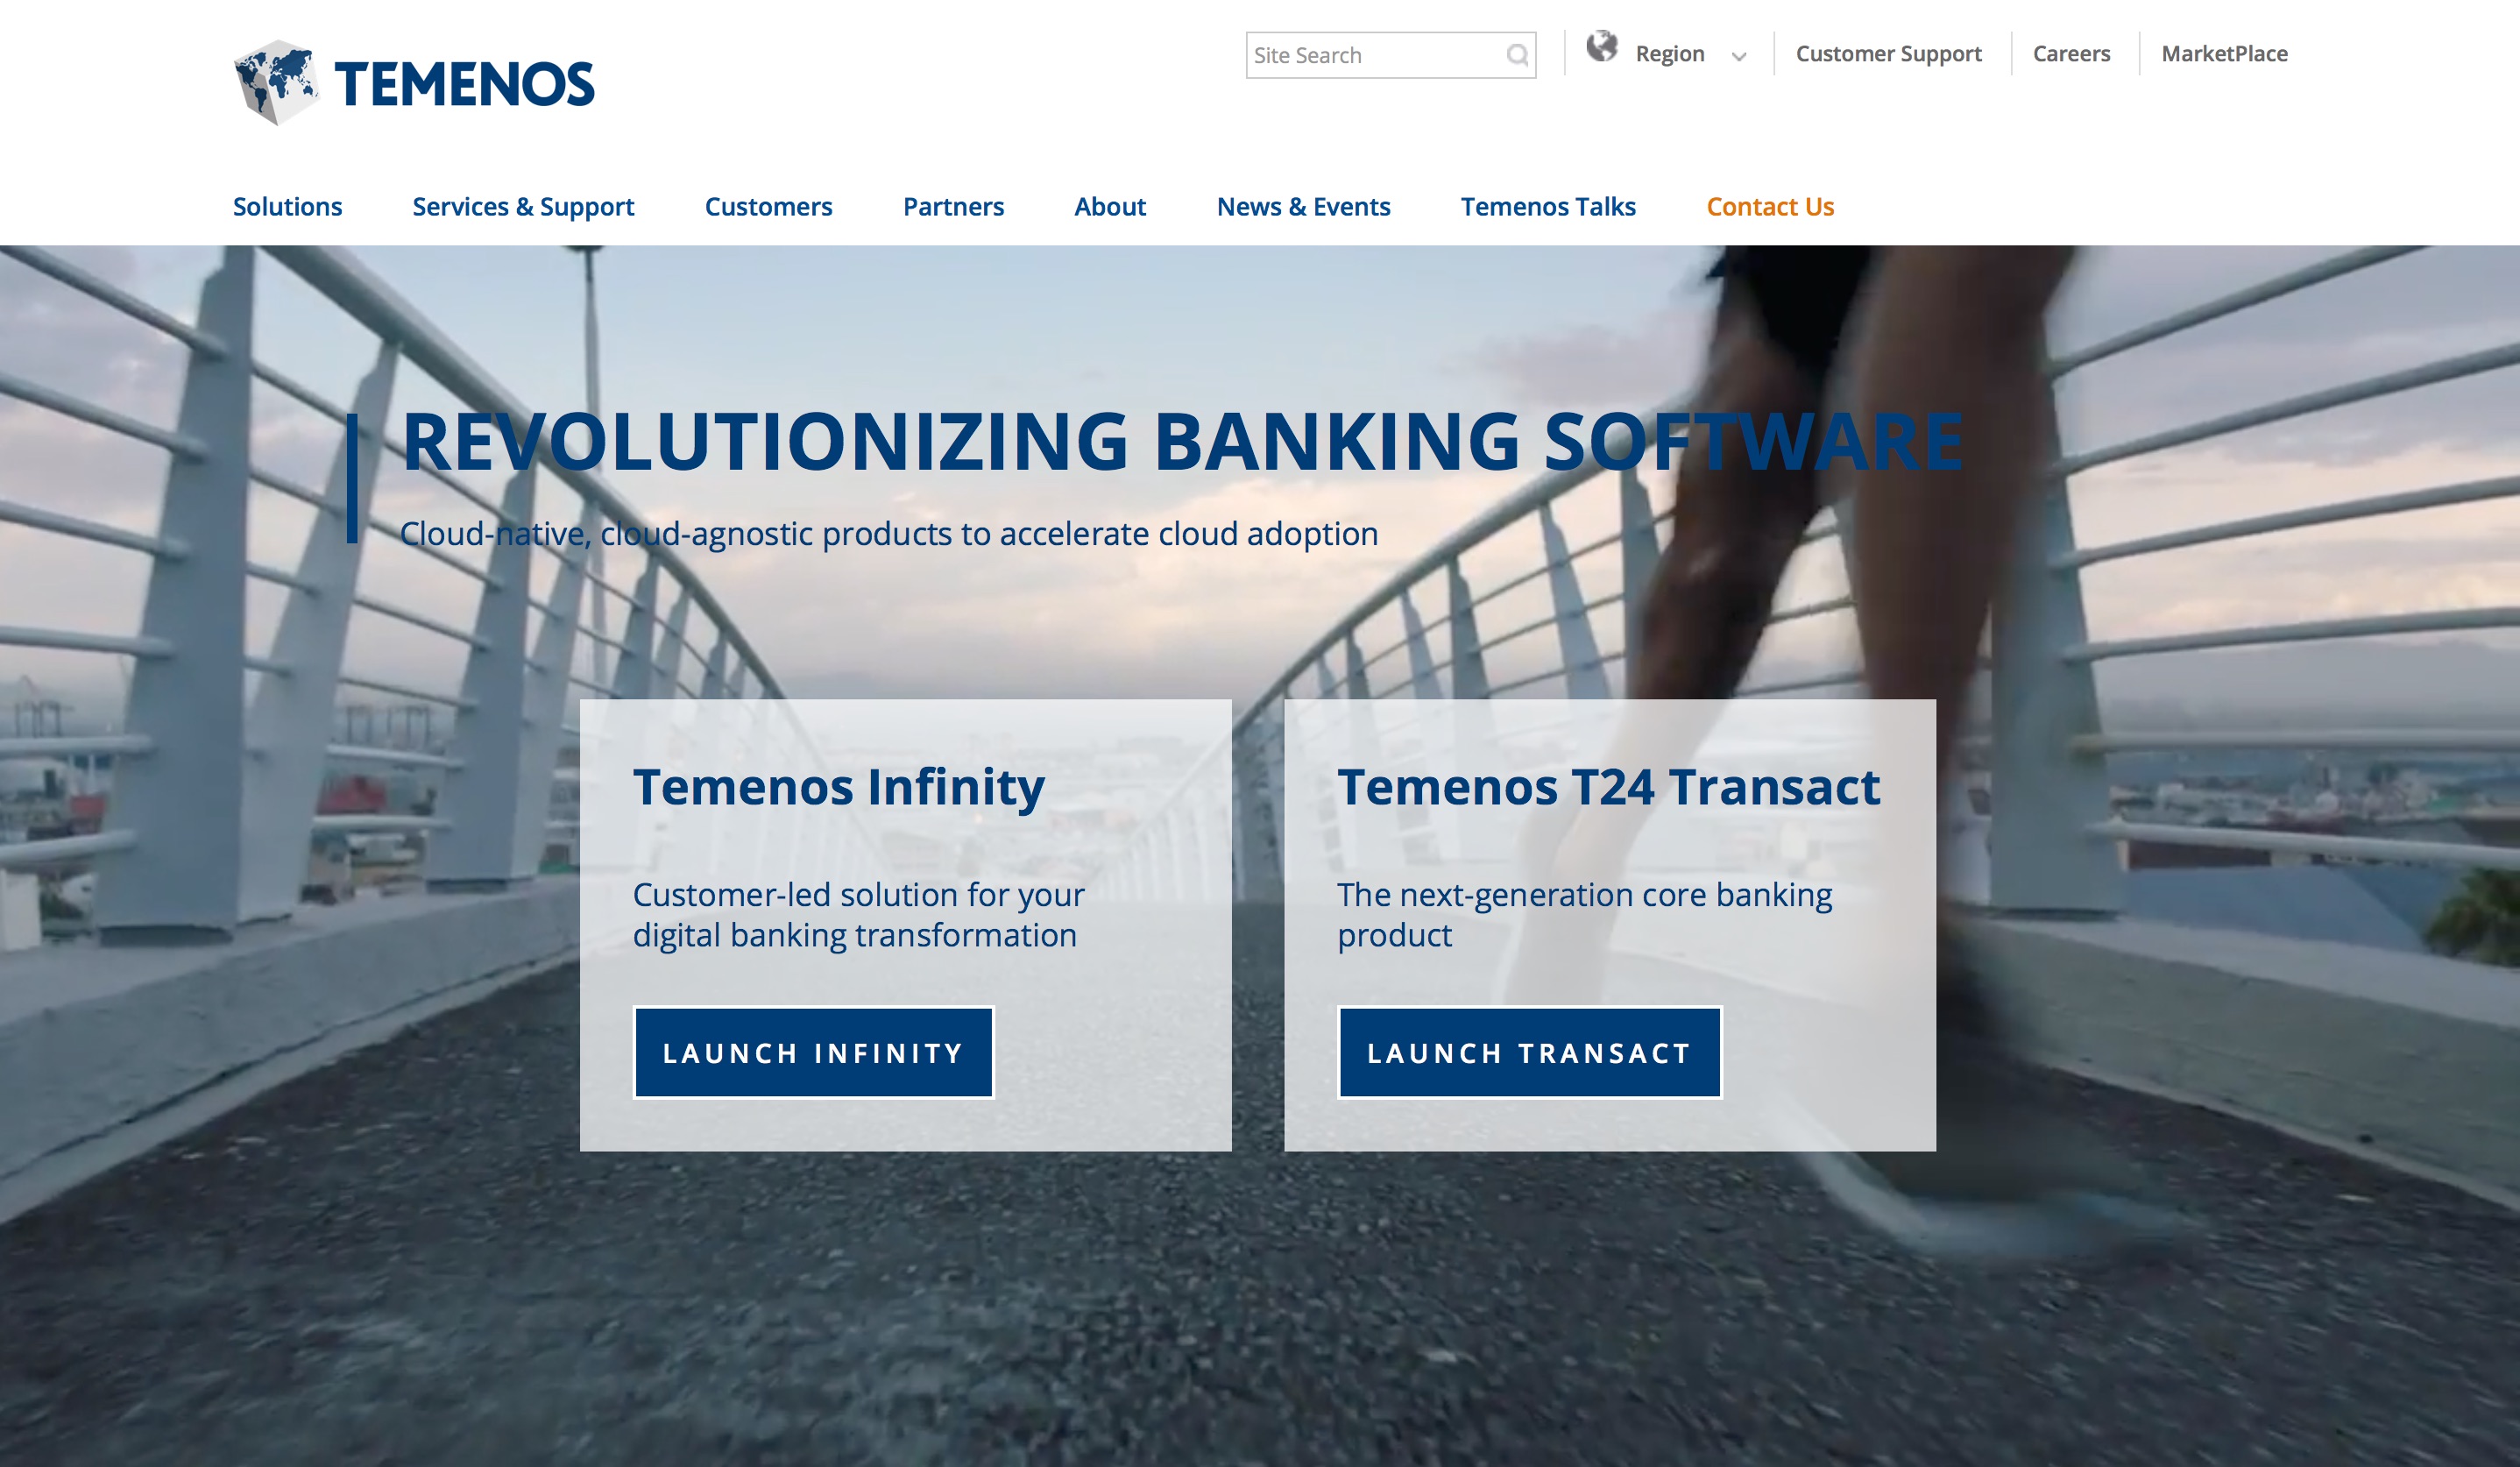 TEMENOS
Site Search
Region
Customer Support
Careers
MarketPlace
Solutions
Services & Support
Customers
Partners
About
News & Events
Temenos Talks
Contact Us
REVOLUTIONIZING BANKING SOFTWARE
Cloud-native, cloud-agnostic products to accelerate cloud adoption
Temenos Infinity
Customer-led solution for your
digital banking transformation
LAUNCH INFINITY
Temenos T24 Transact
The next-generation core banking
product
LAUNCH TRANSACT